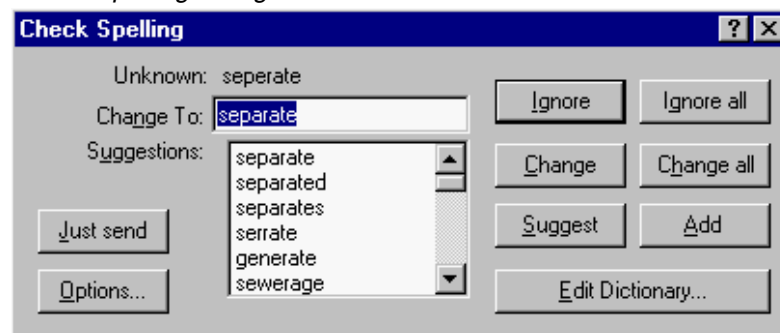 Check Spelling
Unknown: seperate
Change To: separate
Suggestions:
separate
separated
separates
serrate
generate
sewerage
Just send
Options...
Ignore
Ignore all
Change
Change all
Suggest
Add
Edit Dictionary...